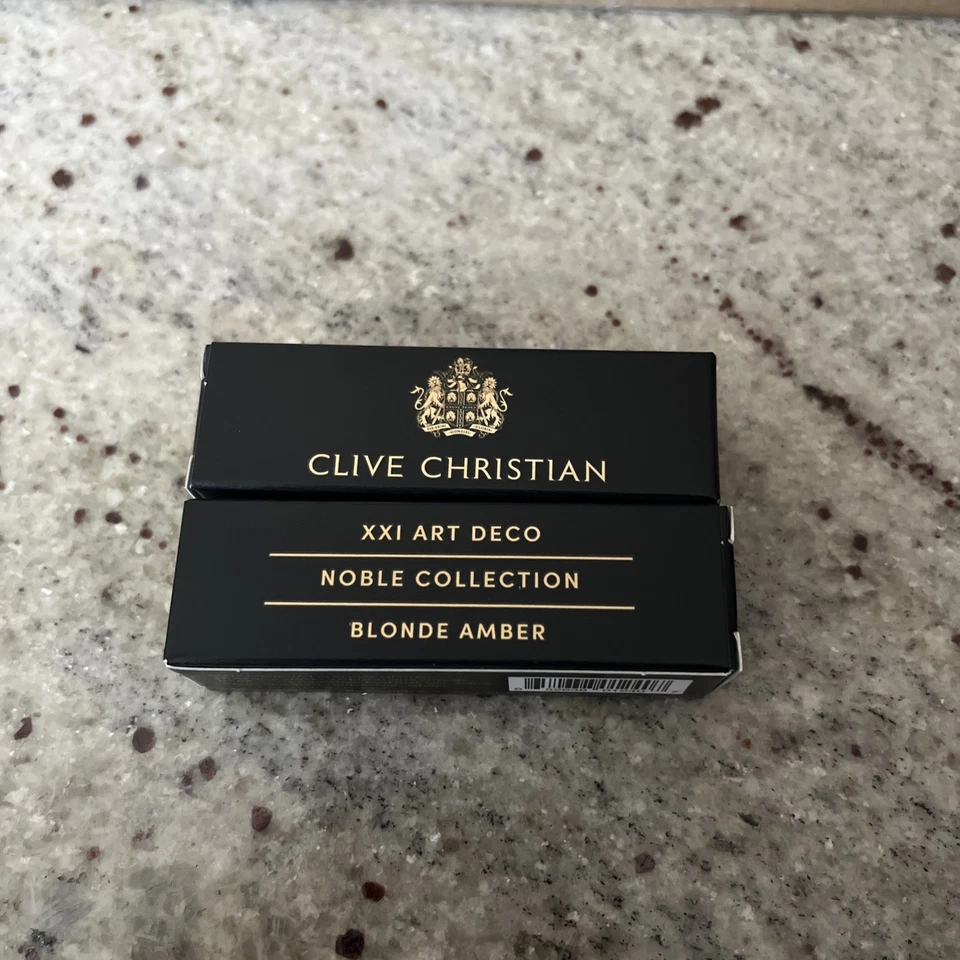 CLIVE CHRISTIAN
XXI ART DECO
NOBLE COLLECTION
BLONDE AMBER